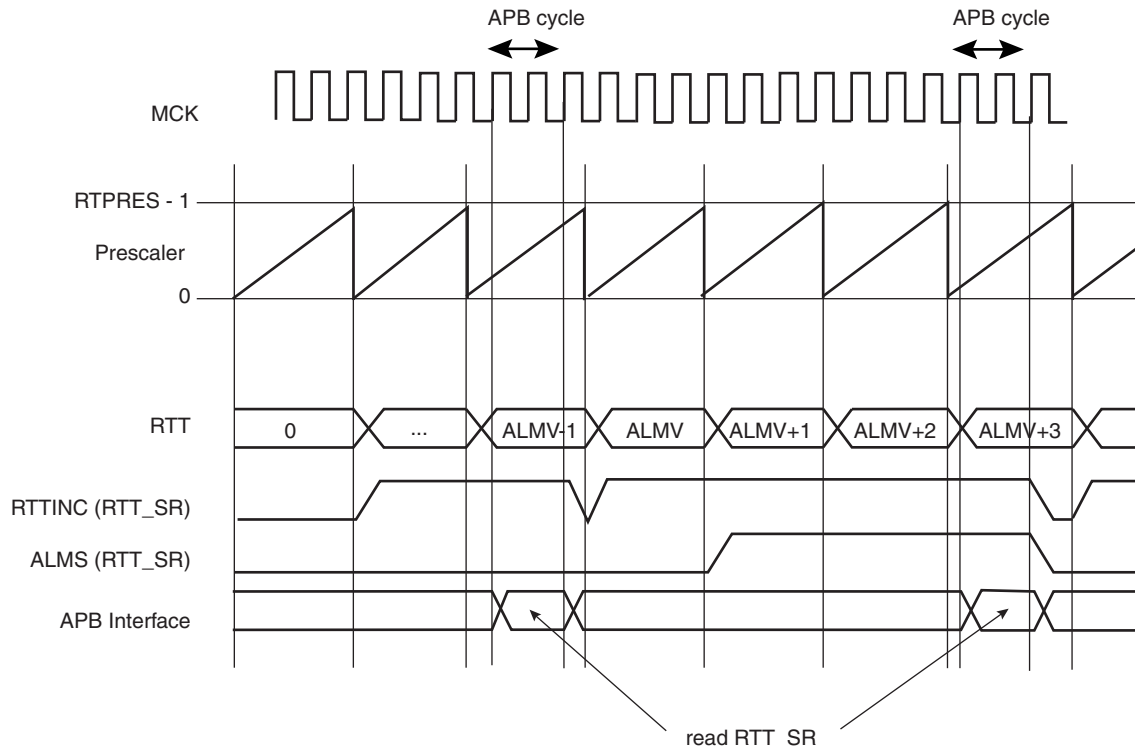 APB cycle
APB cycle
MCK
RTPRES - 1
Prescaler
0
RTT
0
...
ALMV-1
ALMV
ALMV+1
ALMV+2
ALMV+3
RTTINC (RTT_SR)
ALMS (RTT_SR)
APB Interface
read RTT_SR